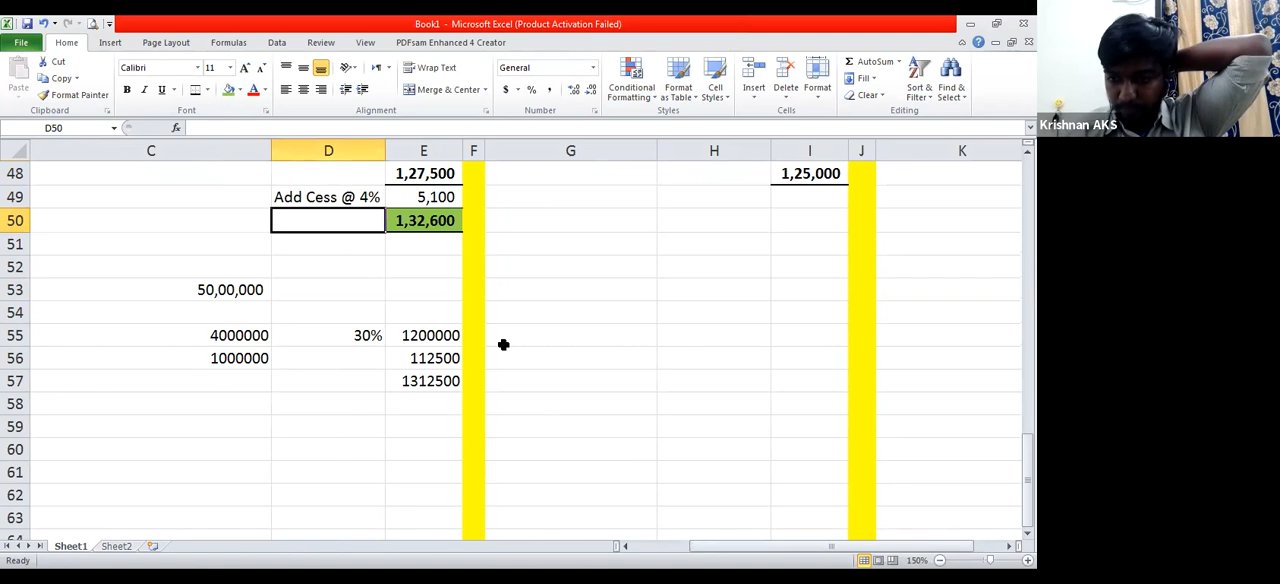 Book1 - Microsoft Excel (Product Activation Failed)
File Home Insert Page Layout Formulas Data Review View PDFsam Enhanced 4 Creator
Paste
Cut
Copy
Format Painter
Clipboard
Calibri 11
B I U
Font
Wrap Text
Merge & Center
Alignment
General
$ % ,
Number
Conditional Formatting
Format as Table
Cell Styles
Styles
Insert Delete Format
Cells
AutoSum
Fill
Clear
Sort & Filter
Find & Select
Editing
Krishnan AKS
D50 fx
C D E F G H I J K
48 1,27,500 1,25,000
49 Add Cess @ 4% 5,100
50 1,32,600
51
52
53 50,00,000
54
55 4000000 30% 1200000
56 1000000 112500
57 1312500
58
59
60
61
62
63
64
Sheet1 Sheet2
Ready 150%